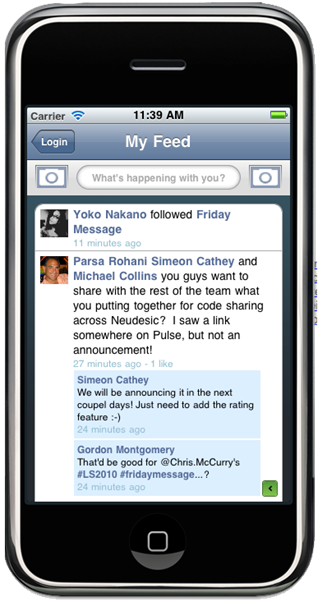 Carrier 11:39 AM
Login My Feed
What's happening with you?
Yoko Nakano followed Friday
Message
11 minutes ago
Parsa Rohani Simeon Cathey and
Michael Collins you guys want to
share with the rest of the team what
you putting together for code sharing
across Neudesic? I saw a link
somewhere on Pulse, but not an
announcement!
27 minutes ago - 1 like
Simeon Cathey
We will be announcing it in the next
coupel days! Just need to add the rating
feature :-)
24 minutes ago
Gordon Montgomery
That'd be good for @Chris.McCurry's
#LS2010 #fridaymessage...?
24 minutes ago